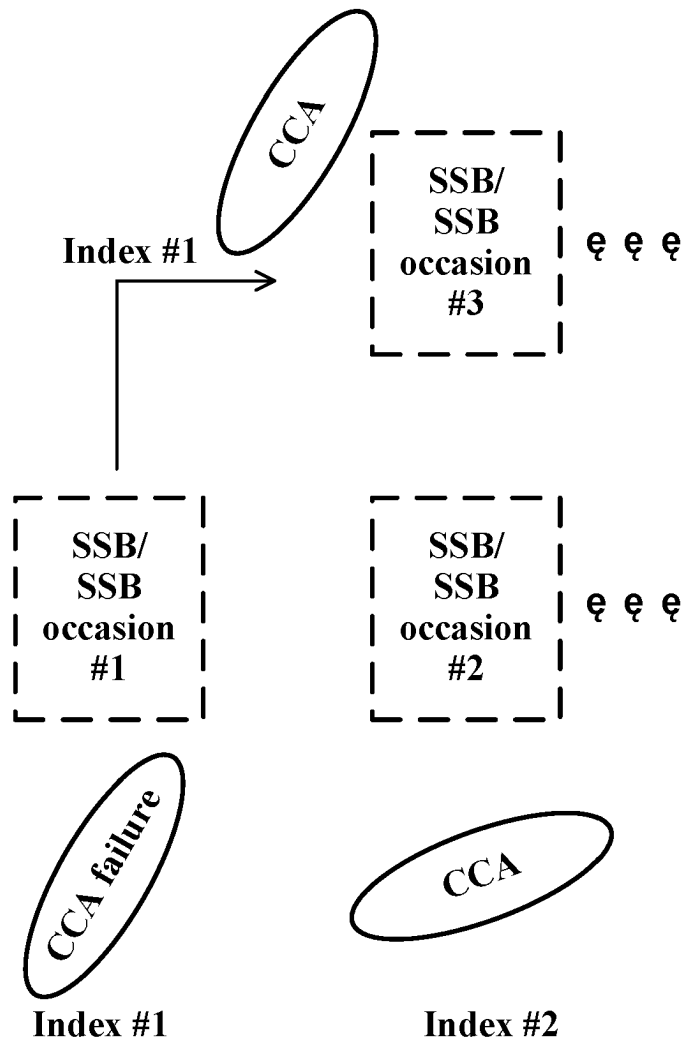 CCA
SSB/
SSB
occasion
#3
ę ę ę
Index #1
SSB/
SSB
occasion
#1
SSB/
SSB
occasion
#2
ę ę ę
CCA failure
CCA
Index #1
Index #2